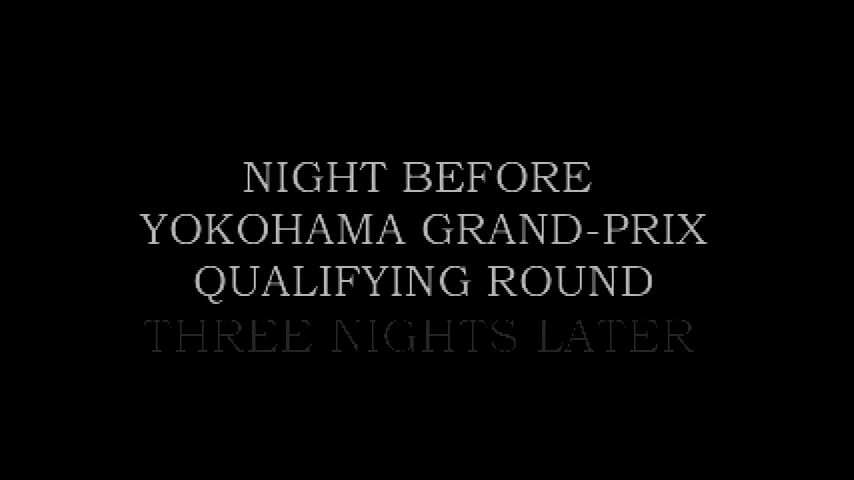 NIGHT BEFORE
YOKOHAMA GRAND-PRIX
QUALIFYING ROUND
THREE NIGHTS LATER